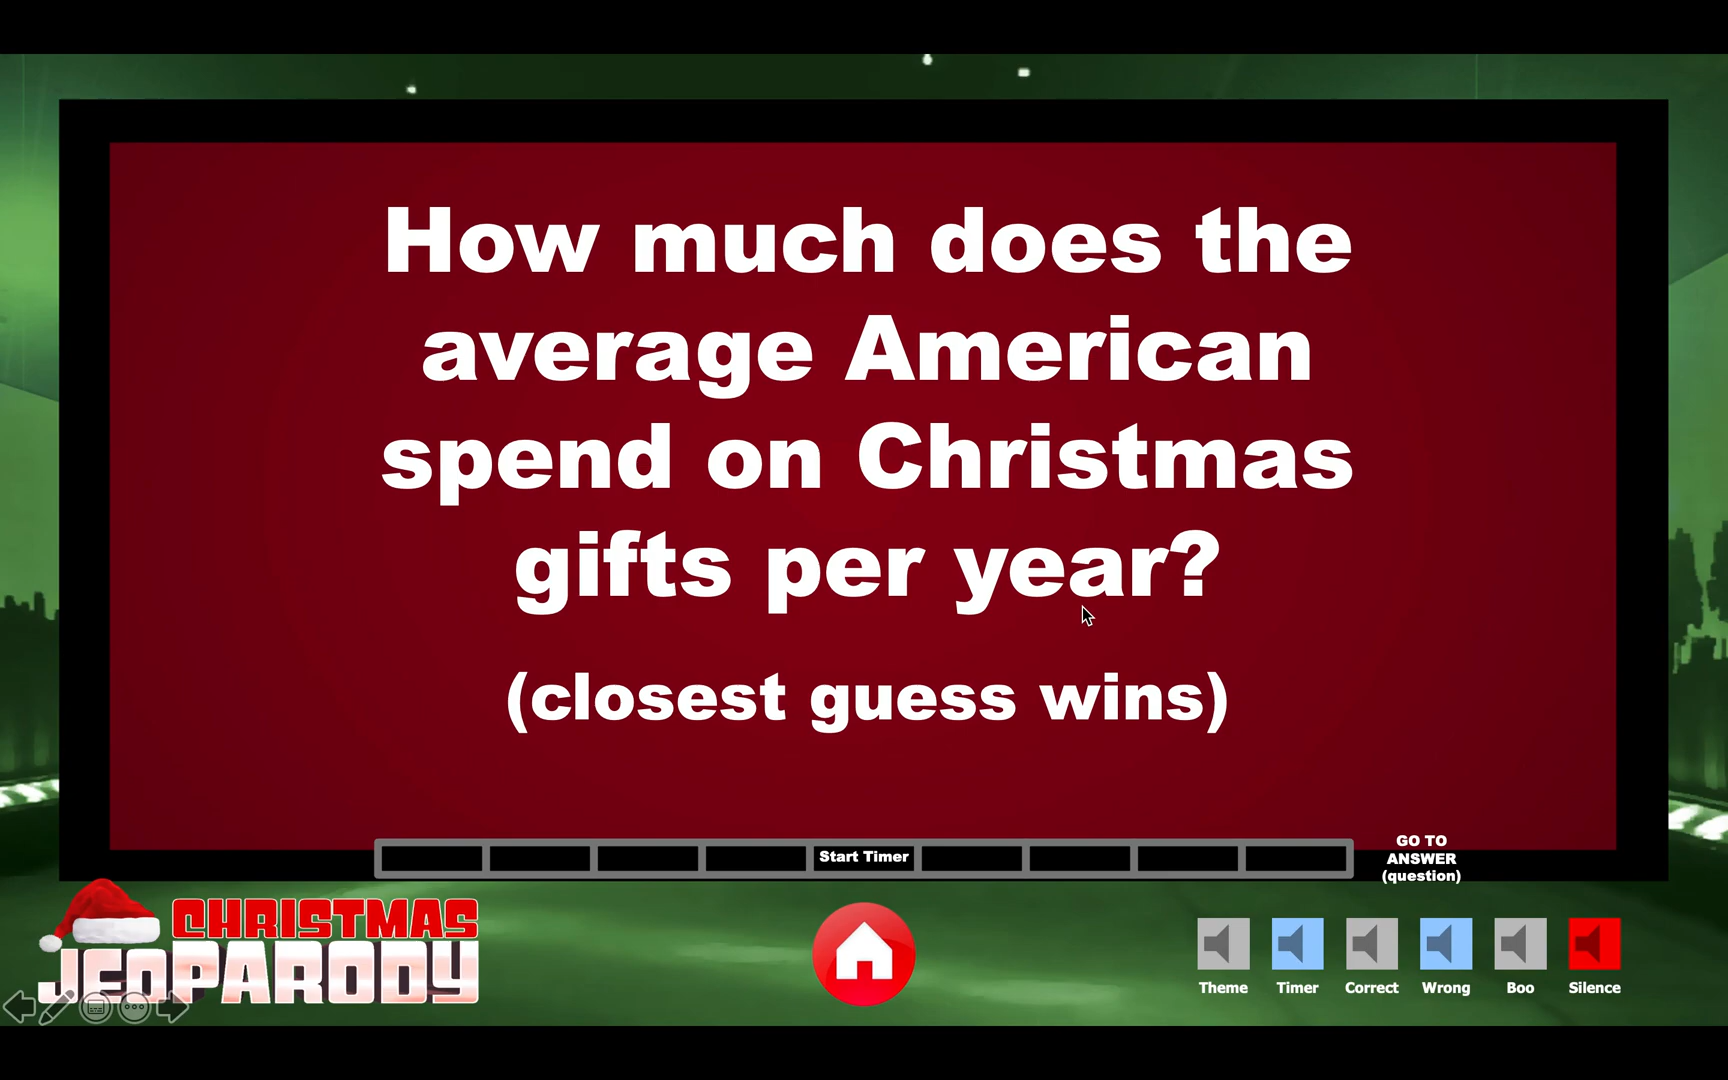 How much does the
average American
spend on Christmas
gifts per year?
(closest guess wins)
Start Timer
GO TO
ANSWER
(question)
CHRISTMAS
JEOPARODY
Theme
Timer
Correct
Wrong
Boo
Silence